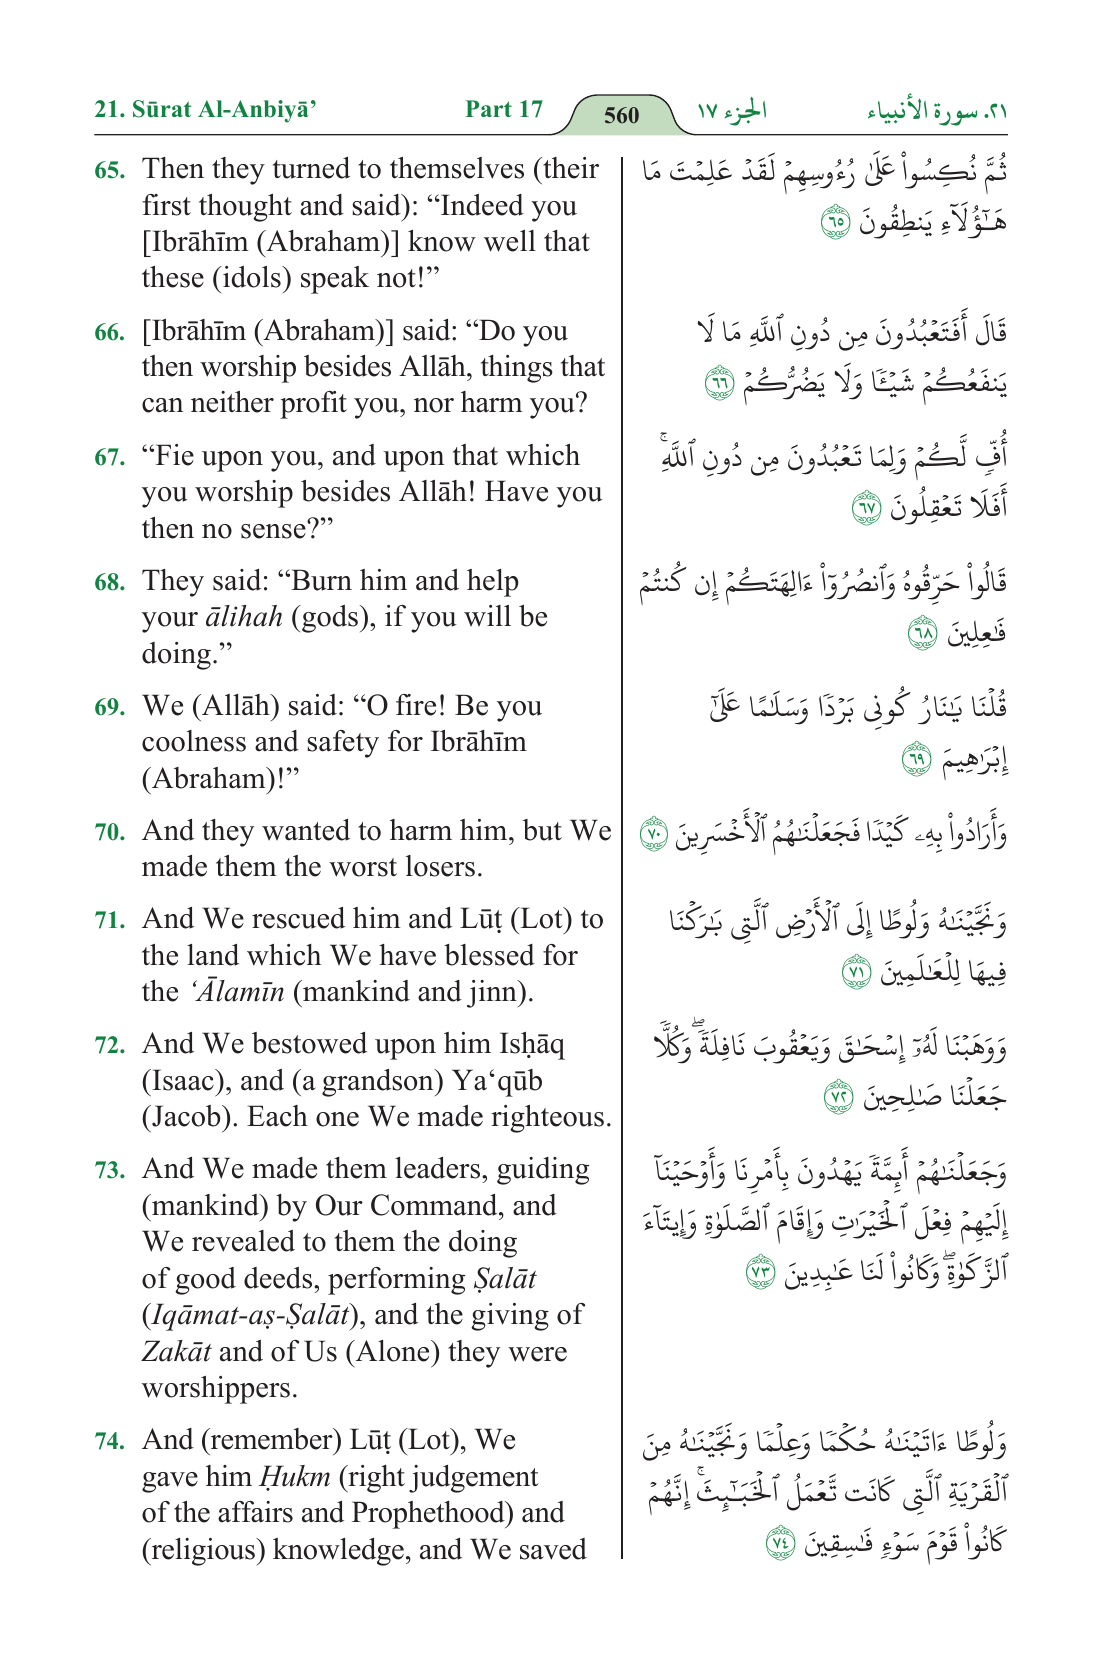 21. Sūrat Al-Anbiyā’ Part 17 560 الجزء ١٧ ٢١. سورة الأنبياء
65. Then they turned to themselves (their
first thought and said): “Indeed you
[Ibrāhīm (Abraham)] know well that
these (idols) speak not!”
66. [Ibrāhīm (Abraham)] said: “Do you
then worship besides Allāh, things that
can neither profit you, nor harm you?
67. “Fie upon you, and upon that which
you worship besides Allāh! Have you
then no sense?”
68. They said: “Burn him and help
your ālihah (gods), if you will be
doing.”
69. We (Allāh) said: “O fire! Be you
coolness and safety for Ibrāhīm
(Abraham)!”
70. And they wanted to harm him, but We
made them the worst losers.
71. And We rescued him and Lūṭ (Lot) to
the land which We have blessed for
the ‘Ālamīn (mankind and jinn).
72. And We bestowed upon him Isḥāq
(Isaac), and (a grandson) Ya‘qūb
(Jacob). Each one We made righteous.
73. And We made them leaders, guiding
(mankind) by Our Command, and
We revealed to them the doing
of good deeds, performing Ṣalāt
(Iqāmat-aṣ-Ṣalāt), and the giving of
Zakāt and of Us (Alone) they were
worshippers.
74. And (remember) Lūṭ (Lot), We
gave him Ḥukm (right judgement
of the affairs and Prophethood) and
(religious) knowledge, and We saved
ثُمَّ نُكِسُوا۟ عَلَىٰ رُءُوسِهِمْ لَقَدْ عَلِمْتَ مَا
هَـٰٓؤُلَآءِ يَنطِقُونَ ٦٥
قَالَ أَفَتَعْبُدُونَ مِن دُونِ ٱللَّهِ مَا لَا
يَنفَعُكُمْ شَيْـًٔا وَلَا يَضُرُّكُمْ ٦٦
أُفٍّ لَّكُمْ وَلِمَا تَعْبُدُونَ مِن دُونِ ٱللَّهِ ۚ
أَفَلَا تَعْقِلُونَ ٦٧
قَالُوا۟ حَرِّقُوهُ وَٱنصُرُوٓا۟ ءَالِهَتَكُمْ إِن كُنتُمْ
فَـٰعِلِينَ ٦٨
قُلْنَا يَـٰنَارُ كُونِى بَرْدًا وَسَلَـٰمًا عَلَىٰٓ
إِبْرَٰهِيمَ ٦٩
وَأَرَادُوا۟ بِهِۦ كَيْدًا فَجَعَلْنَـٰهُمُ ٱلْأَخْسَرِينَ ٧٠
وَنَجَّيْنَـٰهُ وَلُوطًا إِلَى ٱلْأَرْضِ ٱلَّتِى بَـٰرَكْنَا
فِيهَا لِلْعَـٰلَمِينَ ٧١
وَوَهَبْنَا لَهُۥٓ إِسْحَـٰقَ وَيَعْقُوبَ نَافِلَةً ۖ وَكُلًّا
جَعَلْنَا صَـٰلِحِينَ ٧٢
وَجَعَلْنَـٰهُمْ أَئِمَّةً يَهْدُونَ بِأَمْرِنَا وَأَوْحَيْنَآ
إِلَيْهِمْ فِعْلَ ٱلْخَيْرَٰتِ وَإِقَامَ ٱلصَّلَوٰةِ وَإِيتَآءَ
ٱلزَّكَوٰةِ ۖ وَكَانُوا۟ لَنَا عَـٰبِدِينَ ٧٣
وَلُوطًا ءَاتَيْنَـٰهُ حُكْمًا وَعِلْمًا وَنَجَّيْنَـٰهُ مِنَ
ٱلْقَرْيَةِ ٱلَّتِى كَانَت تَّعْمَلُ ٱلْخَبَـٰٓئِثَ ۗ إِنَّهُمْ
كَانُوا۟ قَوْمَ سَوْءٍ فَـٰسِقِينَ ٧٤